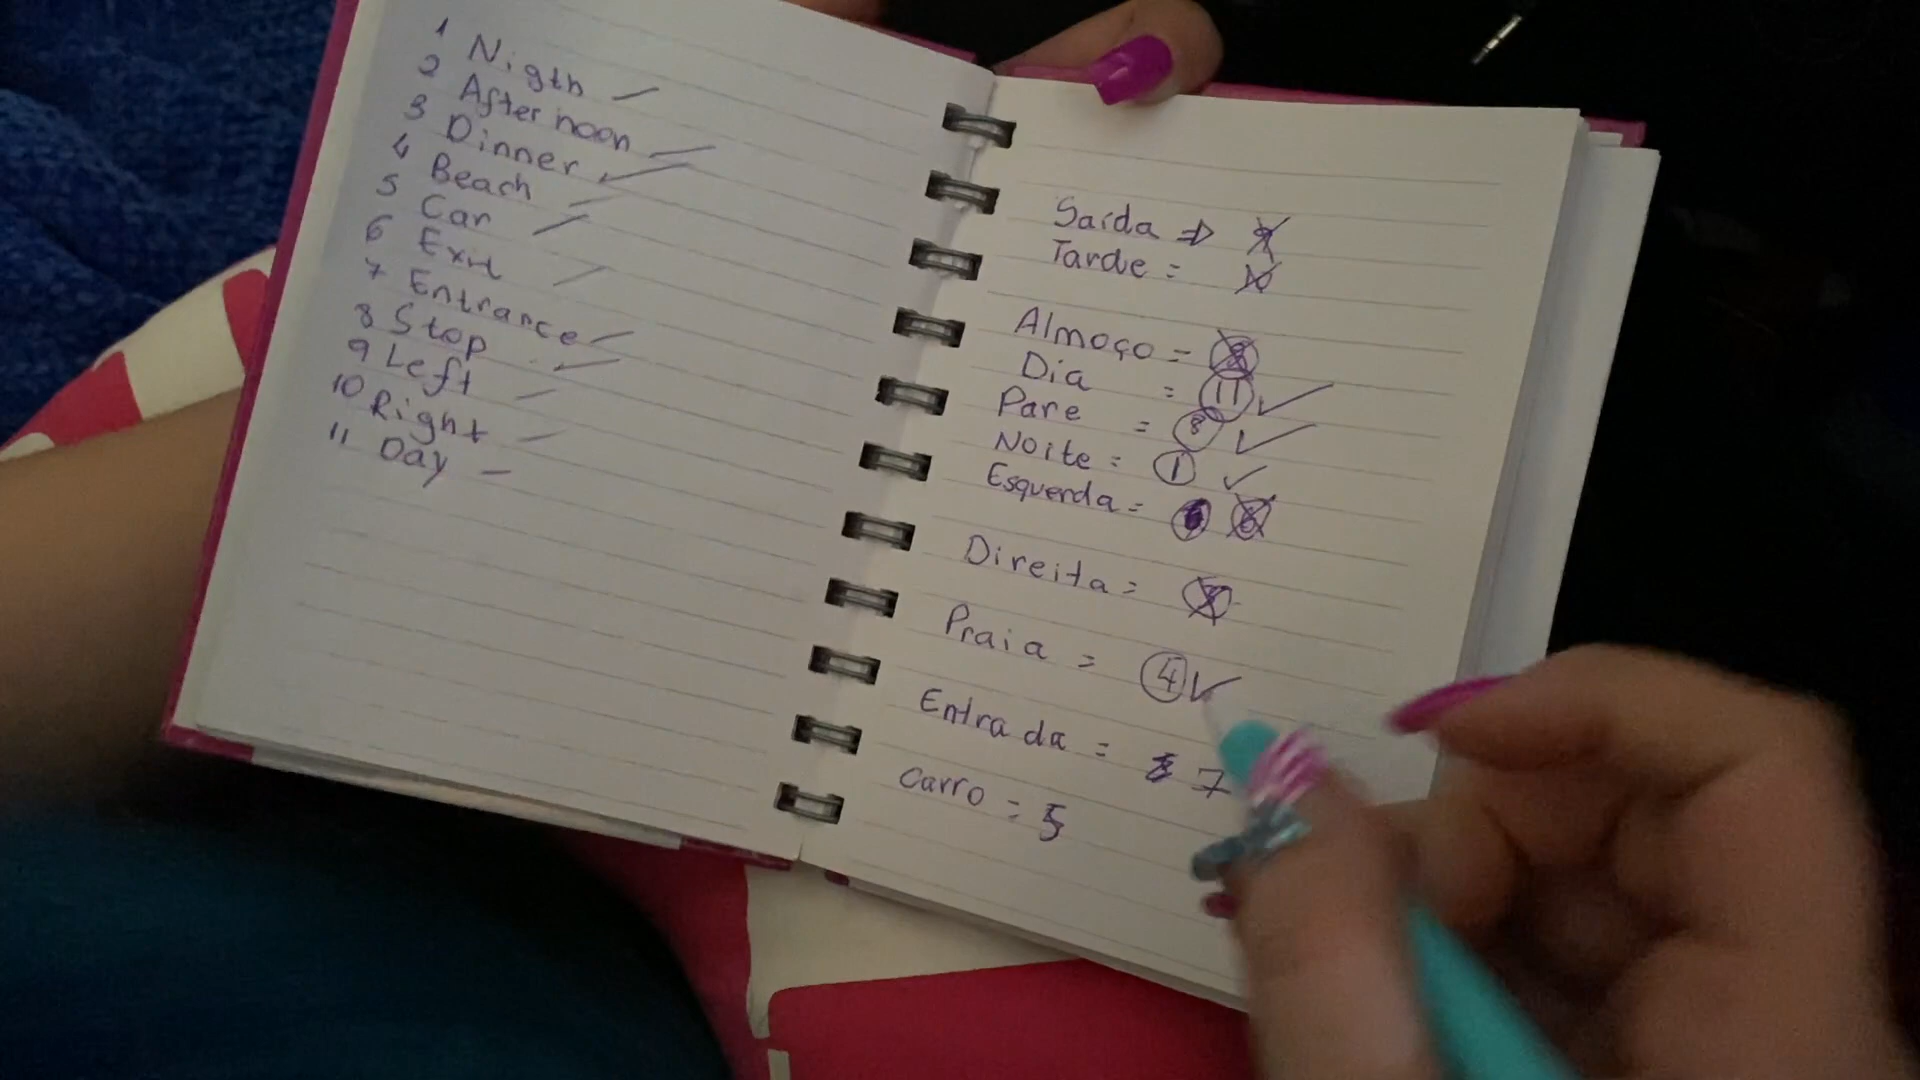 1 Nigth
2 After noon
3 Dinner
4 Beach
5 Car
6 Exit
7 Entrance
8 Stop
9 Left
10 Right
11 Day
Saída ⇒
Tarde =
Almoço =
Dia = 11
Pare = 8
Noite = 1
Esquerda =
Direita =
Praia = 4
Entrada = 7
Carro = 5